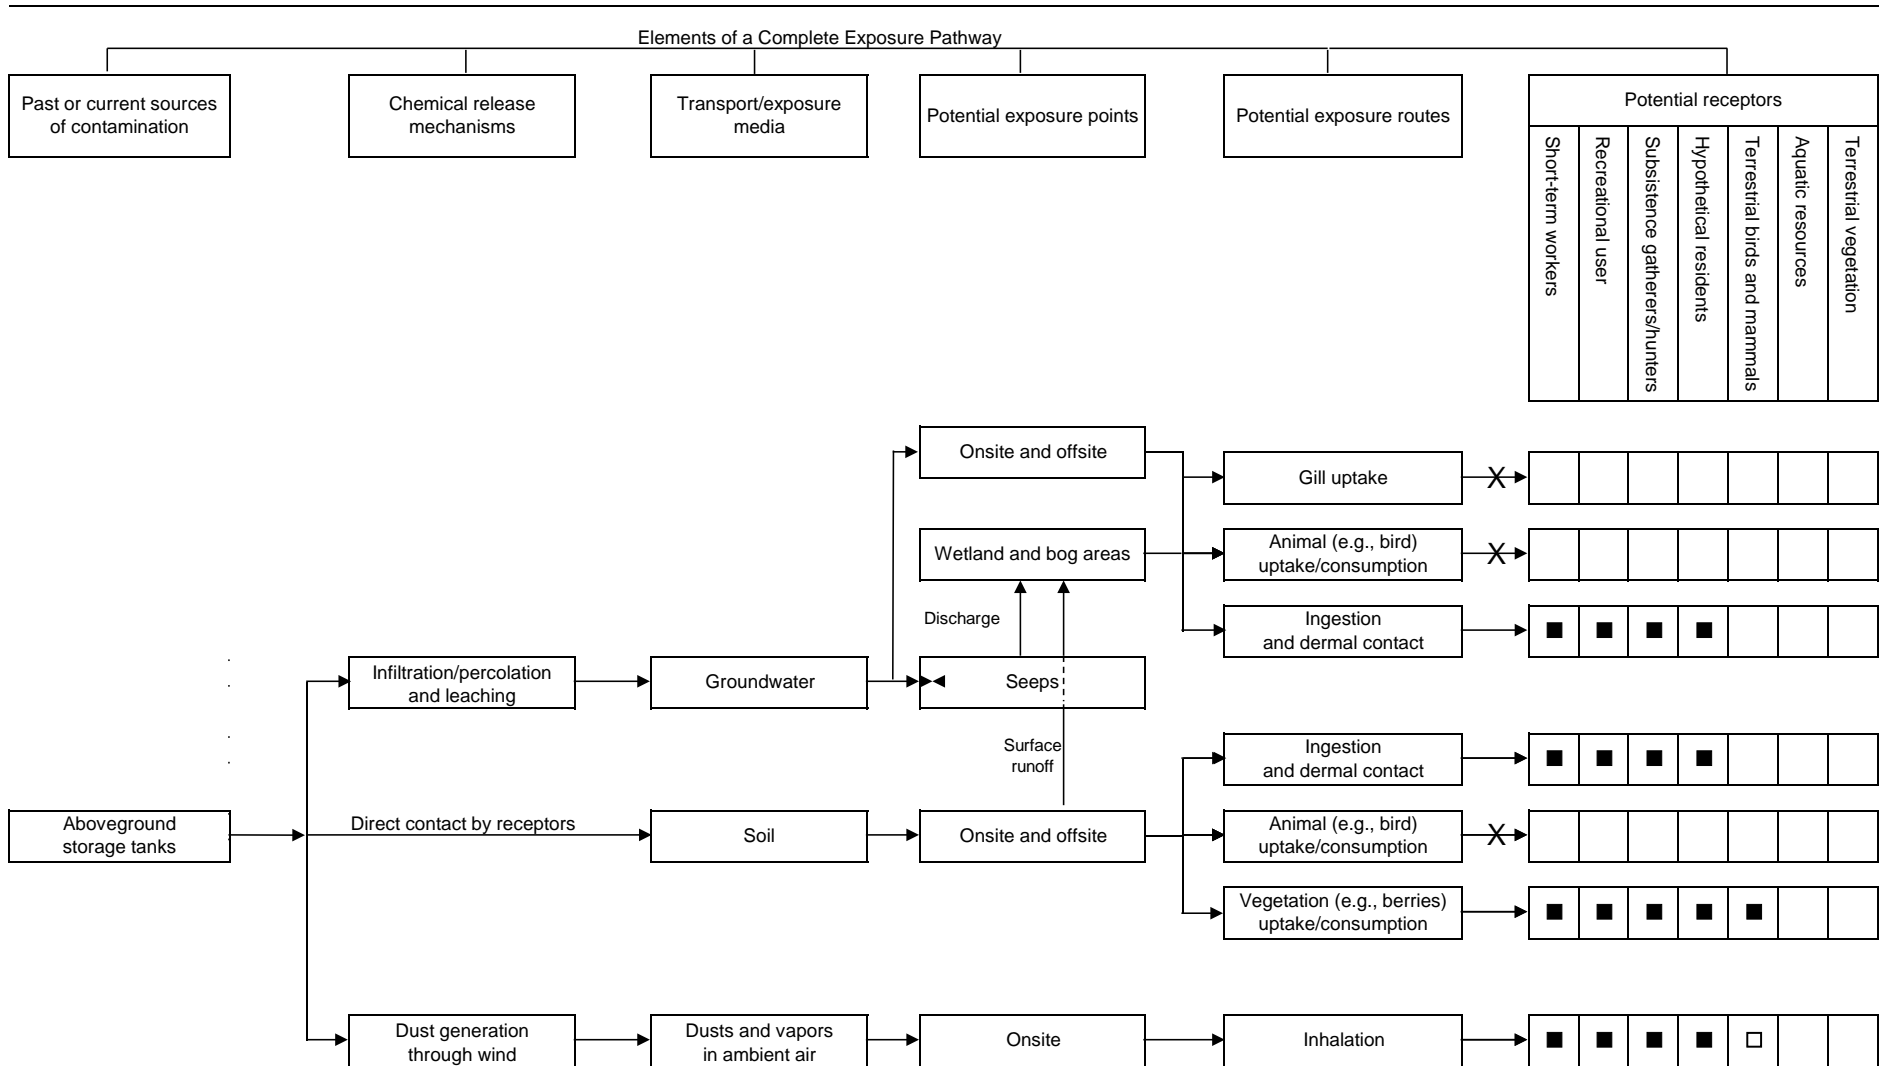 Elements of a Complete Exposure Pathway
Past or current sources
of contamination
Chemical release
mechanisms
Transport/exposure
media
Potential exposure points
Potential exposure routes
Potential receptors
Short-term workers
Recreational user
Subsistence gatherers/hunters
Hypothetical residents
Terrestrial birds and mammals
Aquatic resources
Terrestrial vegetation
Onsite and offsite
Gill uptake
X
Wetland and bog areas
Animal (e.g., bird)
uptake/consumption
X
Discharge
Ingestion
and dermal contact
■ ■ ■ ■
Infiltration/percolation
and leaching
Groundwater
Seeps
Surface
runoff
Ingestion
and dermal contact
■ ■ ■ ■
Aboveground
storage tanks
Direct contact by receptors
Soil
Onsite and offsite
Animal (e.g., bird)
uptake/consumption
X
Vegetation (e.g., berries)
uptake/consumption
■ ■ ■ ■ ■
Dust generation
through wind
Dusts and vapors
in ambient air
Onsite
Inhalation
■ ■ ■ ■ □